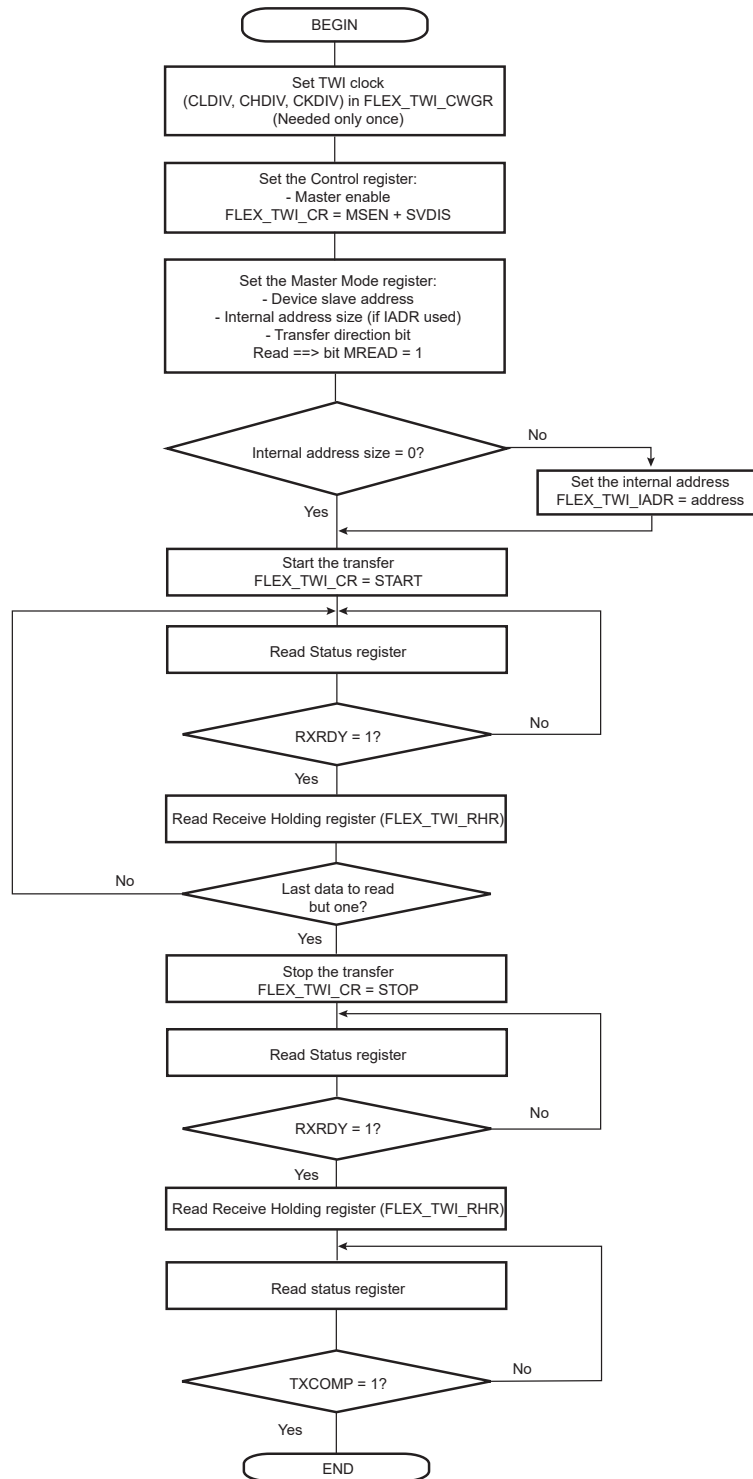 BEGIN
Set TWI clock
(CLDIV, CHDIV, CKDIV) in FLEX_TWI_CWGR
(Needed only once)
Set the Control register:
- Master enable
FLEX_TWI_CR = MSEN + SVDIS
Set the Master Mode register:
- Device slave address
- Internal address size (if IADR used)
- Transfer direction bit
Read ==> bit MREAD = 1
Internal address size = 0?
No
Set the internal address
FLEX_TWI_IADR = address
Yes
Start the transfer
FLEX_TWI_CR = START
Read Status register
RXRDY = 1?
No
Yes
Read Receive Holding register (FLEX_TWI_RHR)
No
Last data to read
but one?
Yes
Stop the transfer
FLEX_TWI_CR = STOP
Read Status register
RXRDY = 1?
No
Yes
Read Receive Holding register (FLEX_TWI_RHR)
Read status register
TXCOMP = 1?
No
Yes
END